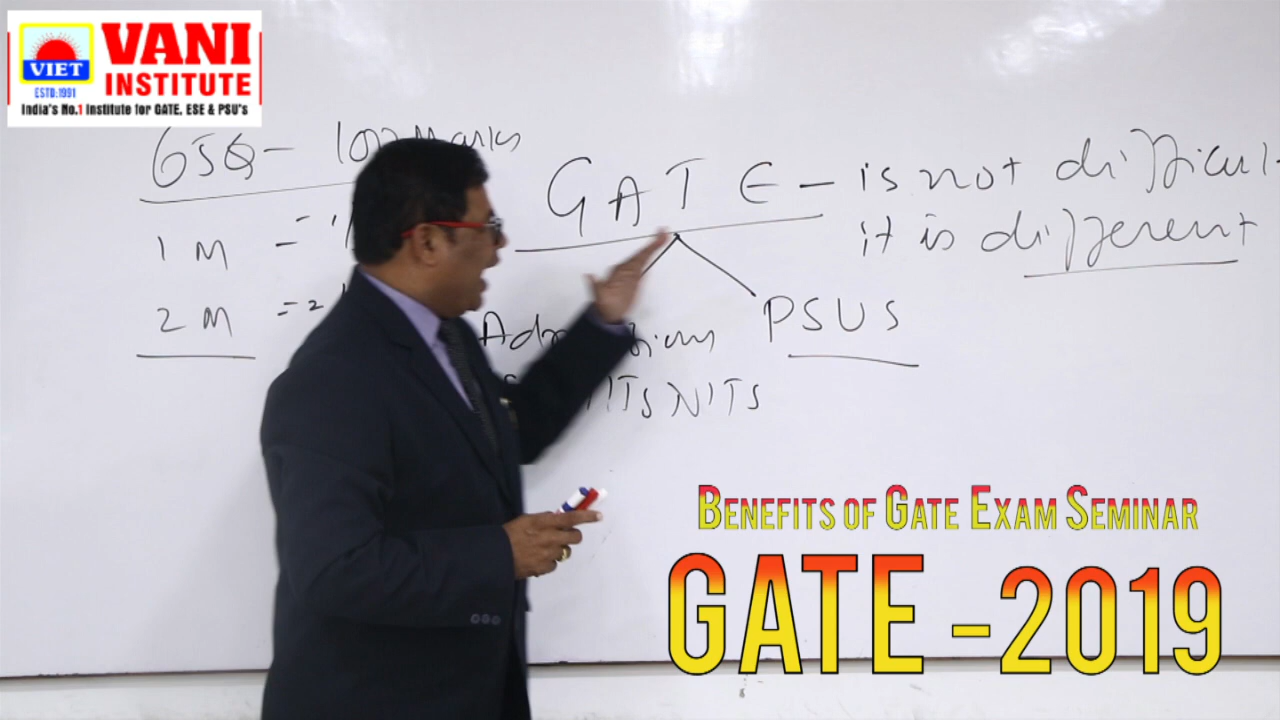 VANI
INSTITUTE
VIET
ESTD:1991
India's No.1 Institute for GATE, ESE & PSU's
65Q - 100 Marks
1 M -
2 M =
GATE - is not difficult
it is different
PSUS
IITS NITS
BENEFITS OF GATE EXAM SEMINAR
GATE -2019